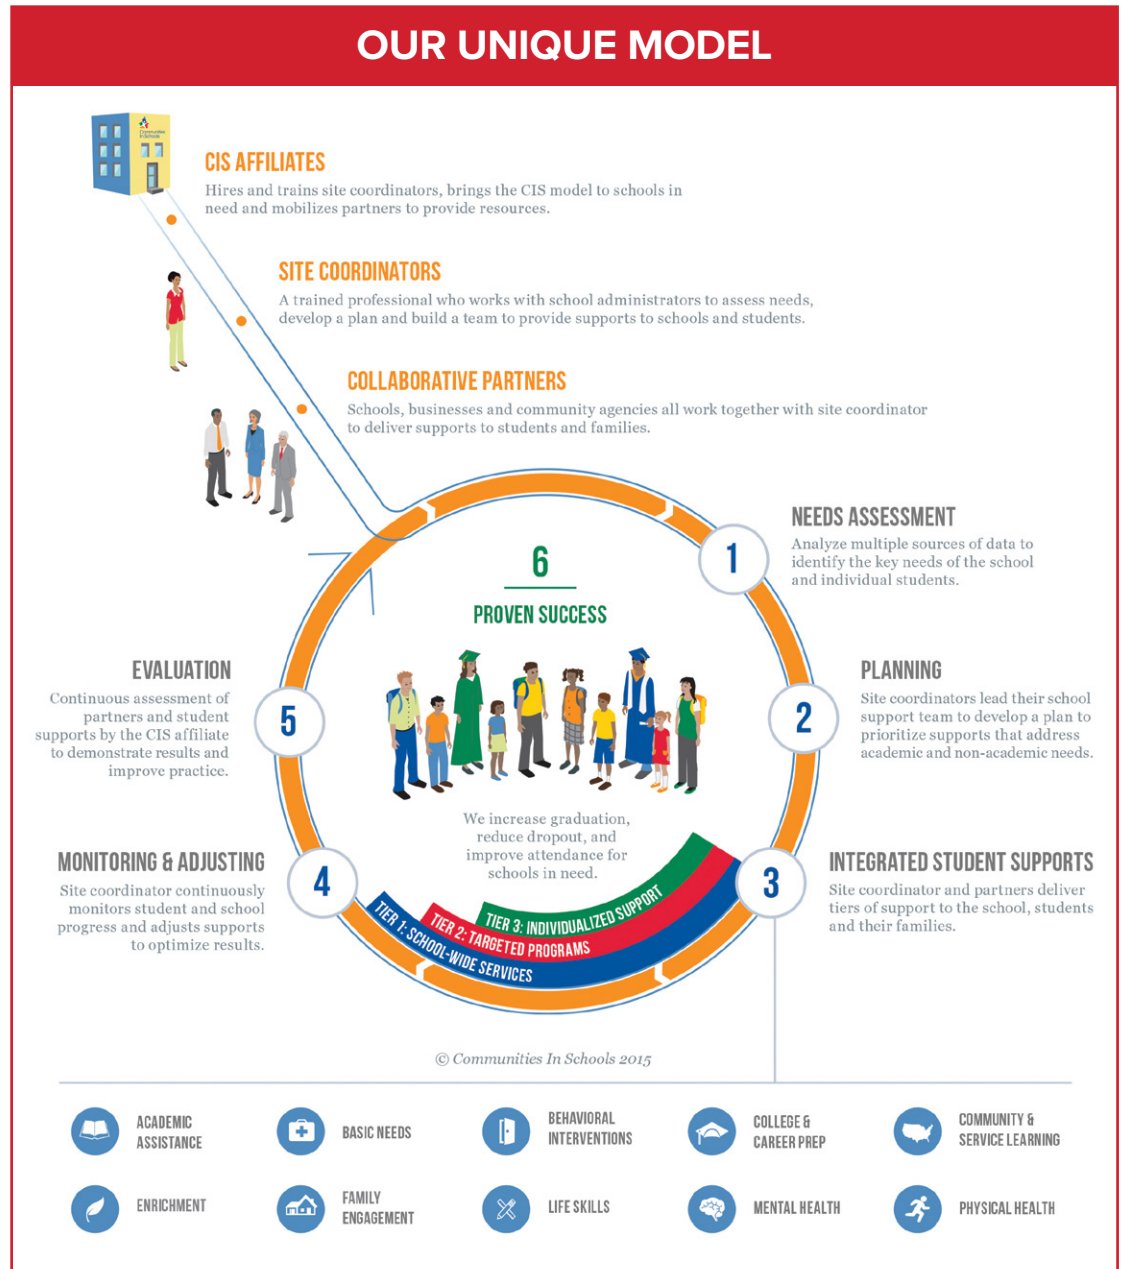 OUR UNIQUE MODEL
Communities
In Schools
CIS AFFILIATES
Hires and trains site coordinators, brings the CIS model to schools in
need and mobilizes partners to provide resources.
SITE COORDINATORS
A trained professional who works with school administrators to assess needs,
develop a plan and build a team to provide supports to schools and students.
COLLABORATIVE PARTNERS
Schools, businesses and community agencies all work together with site coordinator
to deliver supports to students and families.
1
NEEDS ASSESSMENT
Analyze multiple sources of data to
identify the key needs of the school
and individual students.
2
PLANNING
Site coordinators lead their school
support team to develop a plan to
prioritize supports that address
academic and non-academic needs.
3
INTEGRATED STUDENT SUPPORTS
Site coordinator and partners deliver
tiers of support to the school, students
and their families.
TIER 3: INDIVIDUALIZED SUPPORT
TIER 2: TARGETED PROGRAMS
TIER 1: SCHOOL-WIDE SERVICES
4
MONITORING & ADJUSTING
Site coordinator continuously
monitors student and school
progress and adjusts supports
to optimize results.
5
EVALUATION
Continuous assessment of
partners and student
supports by the CIS affiliate
to demonstrate results and
improve practice.
6
PROVEN SUCCESS
We increase graduation,
reduce dropout, and
improve attendance for
schools in need.
© Communities In Schools 2015
ACADEMIC
ASSISTANCE
BASIC NEEDS
BEHAVIORAL
INTERVENTIONS
COLLEGE &
CAREER PREP
COMMUNITY &
SERVICE LEARNING
ENRICHMENT
FAMILY
ENGAGEMENT
LIFE SKILLS
MENTAL HEALTH
PHYSICAL HEALTH